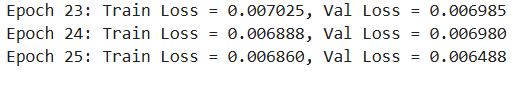 Epoch 23: Train Loss = 0.007025, Val Loss = 0.006985
Epoch 24: Train Loss = 0.006888, Val Loss = 0.006980
Epoch 25: Train Loss = 0.006860, Val Loss = 0.006488